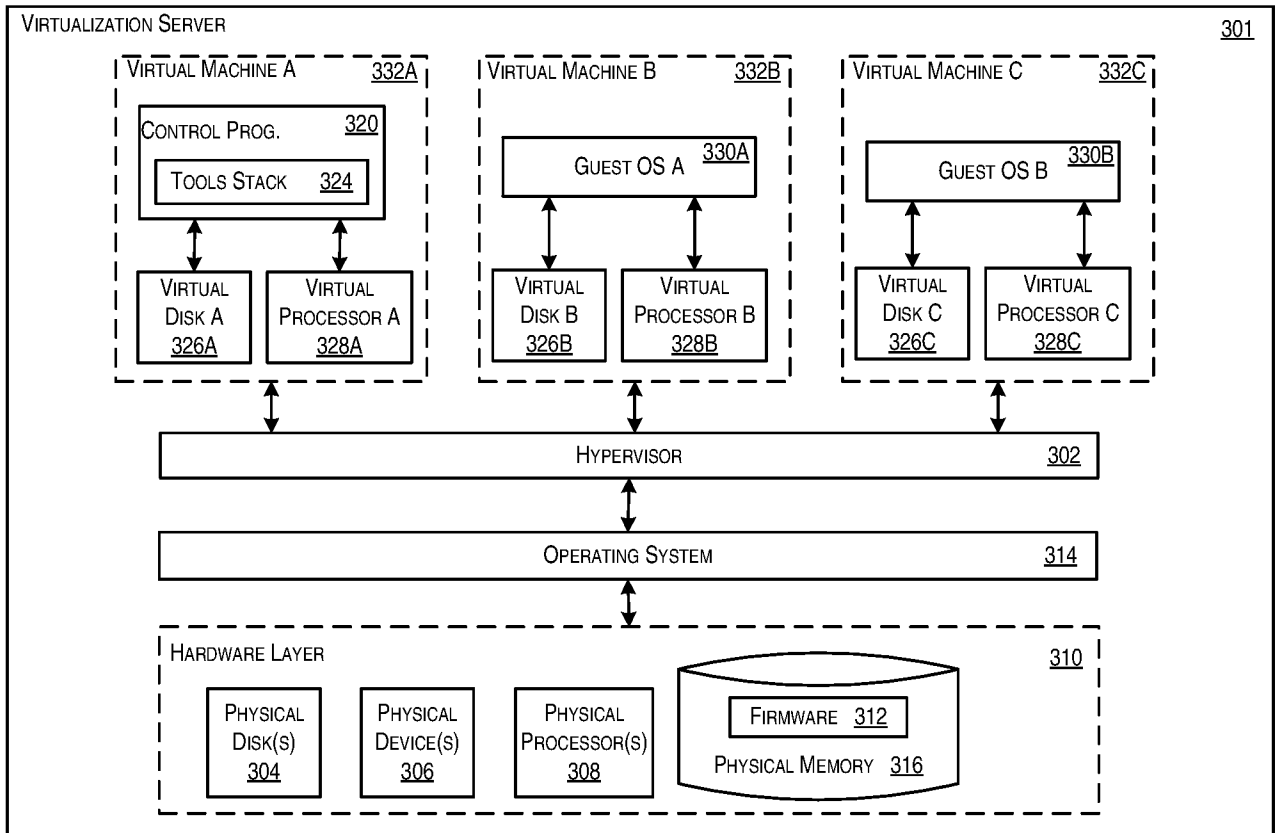 VIRTUALIZATION SERVER 301
VIRTUAL MACHINE A 332A
CONTROL PROG. 320
TOOLS STACK 324
VIRTUAL DISK A 326A
VIRTUAL PROCESSOR A 328A
VIRTUAL MACHINE B 332B
GUEST OS A 330A
VIRTUAL DISK B 326B
VIRTUAL PROCESSOR B 328B
VIRTUAL MACHINE C 332C
GUEST OS B 330B
VIRTUAL DISK C 326C
VIRTUAL PROCESSOR C 328C
HYPERVISOR 302
OPERATING SYSTEM 314
HARDWARE LAYER 310
PHYSICAL DISK(S) 304
PHYSICAL DEVICE(S) 306
PHYSICAL PROCESSOR(S) 308
FIRMWARE 312
PHYSICAL MEMORY 316